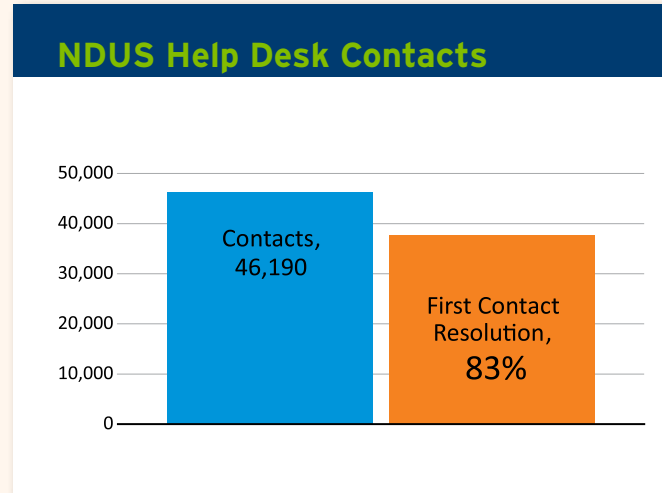 NDUS Help Desk Contacts
50,000
40,000
30,000
20,000
10,000
0
Contacts,
46,190
First Contact
Resolution,
83%